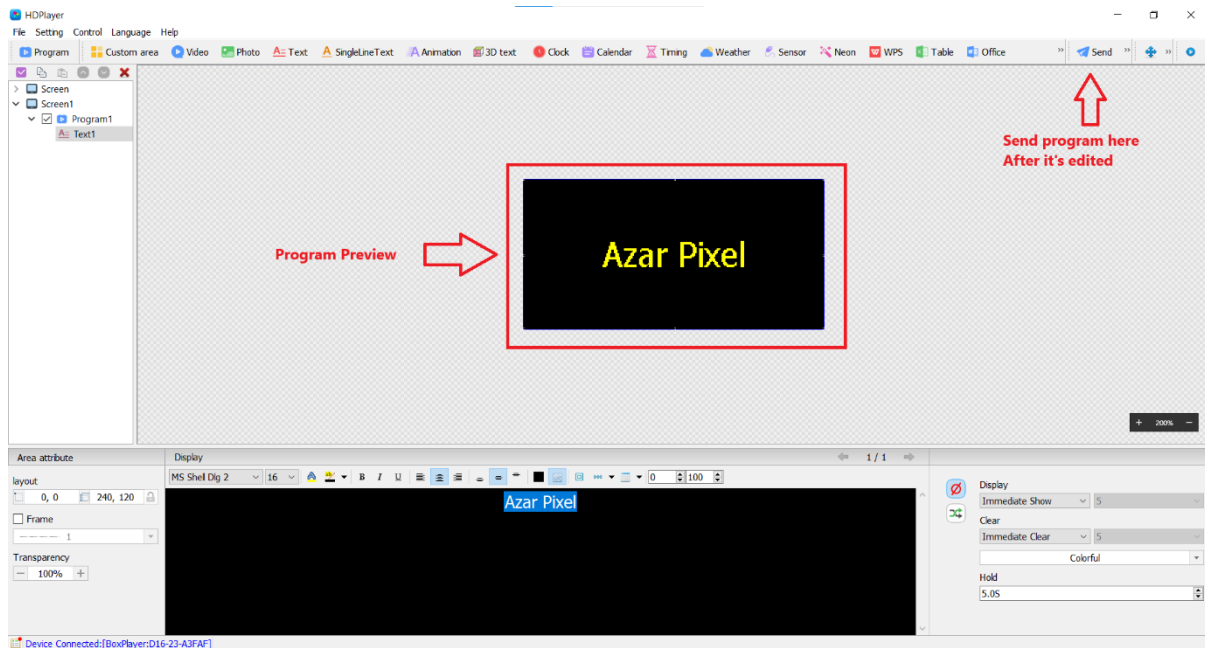 HDPlayer
File Setting Control Language Help
Program Custom area Video Photo Text SingleLineText Animation 3D text Clock Calendar Timing Weather Sensor Neon WPS Table Office » Send » »
Screen
Screen1
Program1
Text1
Send program here
After it's edited
Program Preview
Azar Pixel
+ 200% −
Area attribute
Display
1 / 1
layout
0, 0 240, 120
Frame
1
Transparency
− 100% +
MS Shell Dlg 2 16 B I U 0 100
Azar Pixel
Display
Immediate Show 5
Clear
Immediate Clear 5
Colorful
Hold
5.0S
Device Connected:[BoxPlayer:D16-23-A3FAF]